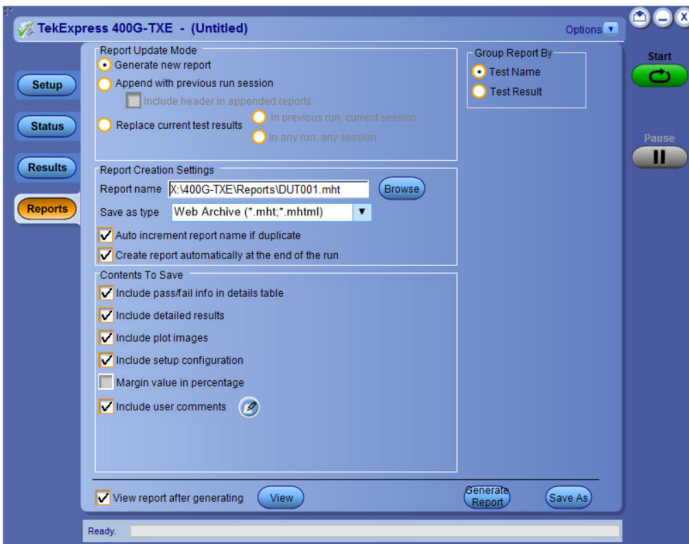 TekExpress 400G-TXE - (Untitled)
Options
Start
Pause
Setup
Status
Results
Reports
Report Update Mode
Generate new report
Append with previous run session
Include header in appended reports
Replace current test results
In previous run, current session
In any run, any session
Group Report By
Test Name
Test Result
Report Creation Settings
Report name X:\400G-TXE\Reports\DUT001.mht Browse
Save as type Web Archive (*.mht;*.mhtml)
Auto increment report name if duplicate
Create report automatically at the end of the run
Contents To Save
Include pass/fail info in details table
Include detailed results
Include plot images
Include setup configuration
Margin value in percentage
Include user comments
View report after generating View
Generate Report
Save As
Ready.